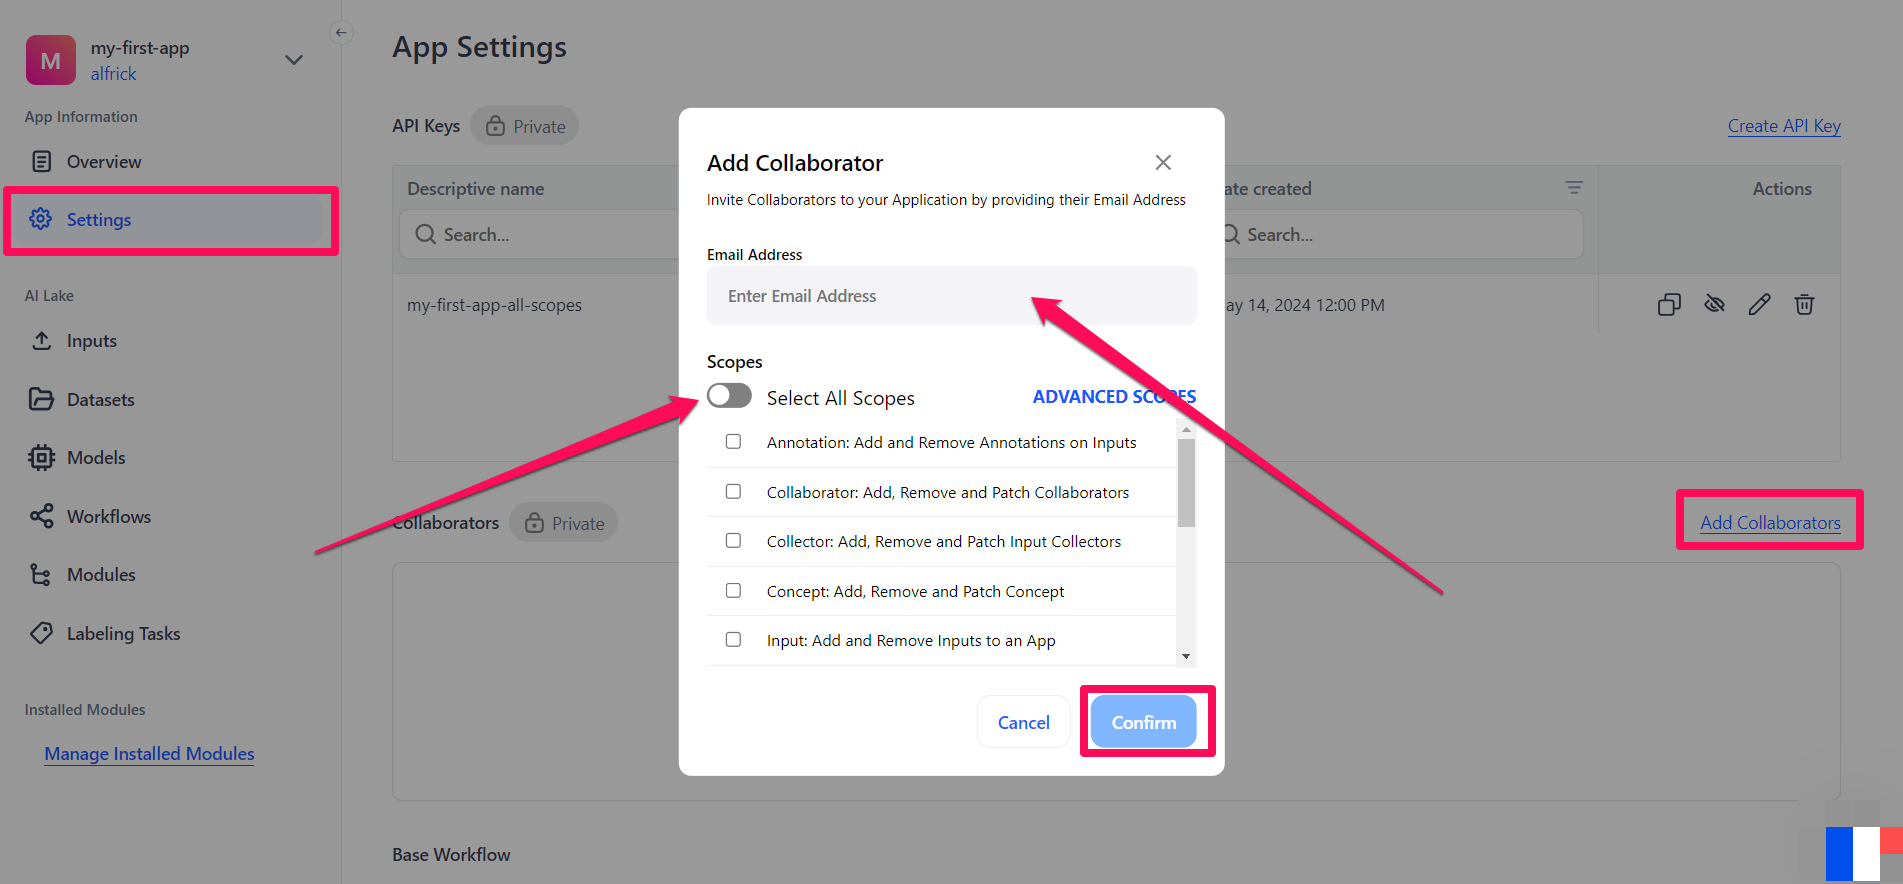 M
my-first-app
alfrick
App Information
Overview
Settings
AI Lake
Inputs
Datasets
Models
Workflows
Modules
Labeling Tasks
Installed Modules
Manage Installed Modules
App Settings
API Keys
Private
Create API Key
Descriptive name
ate created
Actions
Search...
Search...
my-first-app-all-scopes
ay 14, 2024 12:00 PM
Collaborators
Private
Add Collaborators
Base Workflow
Add Collaborator
Invite Collaborators to your Application by providing their Email Address
Email Address
Enter Email Address
Scopes
Select All Scopes
ADVANCED SCOPES
Annotation: Add and Remove Annotations on Inputs
Collaborator: Add, Remove and Patch Collaborators
Collector: Add, Remove and Patch Input Collectors
Concept: Add, Remove and Patch Concept
Input: Add and Remove Inputs to an App
Cancel
Confirm